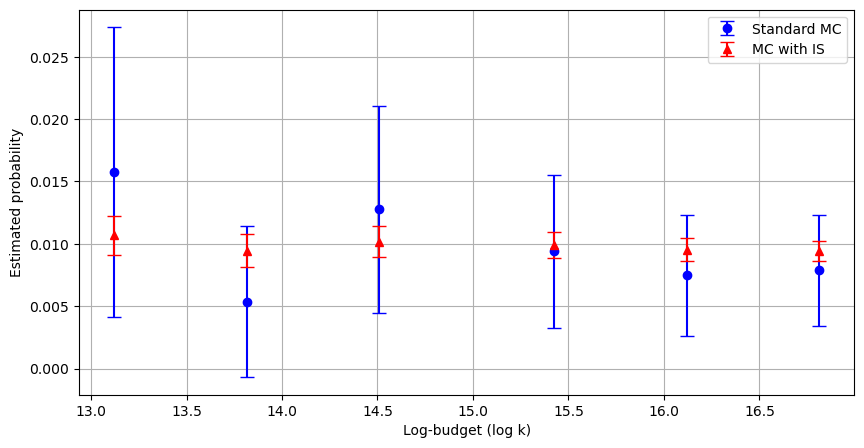 Standard MC
MC with IS
Estimated probability
0.025
0.020
0.015
0.010
0.005
0.000
13.0 13.5 14.0 14.5 15.0 15.5 16.0 16.5
Log-budget (log k)